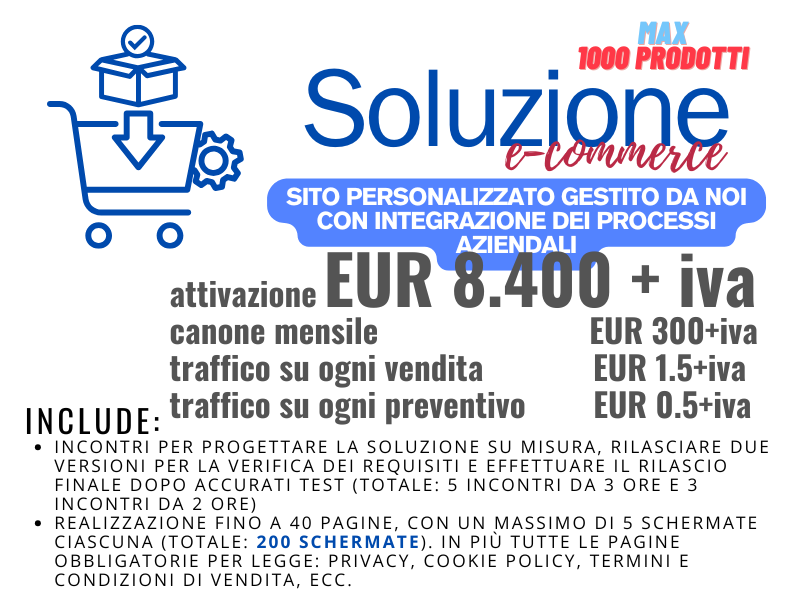 MAX
1000 PRODOTTI
Soluzione
e-commerce
SITO PERSONALIZZATO GESTITO DA NOI
CON INTEGRAZIONE DEI PROCESSI
AZIENDALI
attivazione EUR 8.400 + iva
canone mensile EUR 300+iva
traffico su ogni vendita EUR 1.5+iva
traffico su ogni preventivo EUR 0.5+iva
INCLUDE:
• INCONTRI PER PROGETTARE LA SOLUZIONE SU MISURA, RILASCIARE DUE
VERSIONI PER LA VERIFICA DEI REQUISITI E EFFETTUARE IL RILASCIO
FINALE DOPO ACCURATI TEST (TOTALE: 5 INCONTRI DA 3 ORE E 3
INCONTRI DA 2 ORE)
• REALIZZAZIONE FINO A 40 PAGINE, CON UN MASSIMO DI 5 SCHERMATE
CIASCUNA (TOTALE: 200 SCHERMATE). IN PIÙ TUTTE LE PAGINE
OBBLIGATORIE PER LEGGE: PRIVACY, COOKIE POLICY, TERMINI E
CONDIZIONI DI VENDITA, ECC.